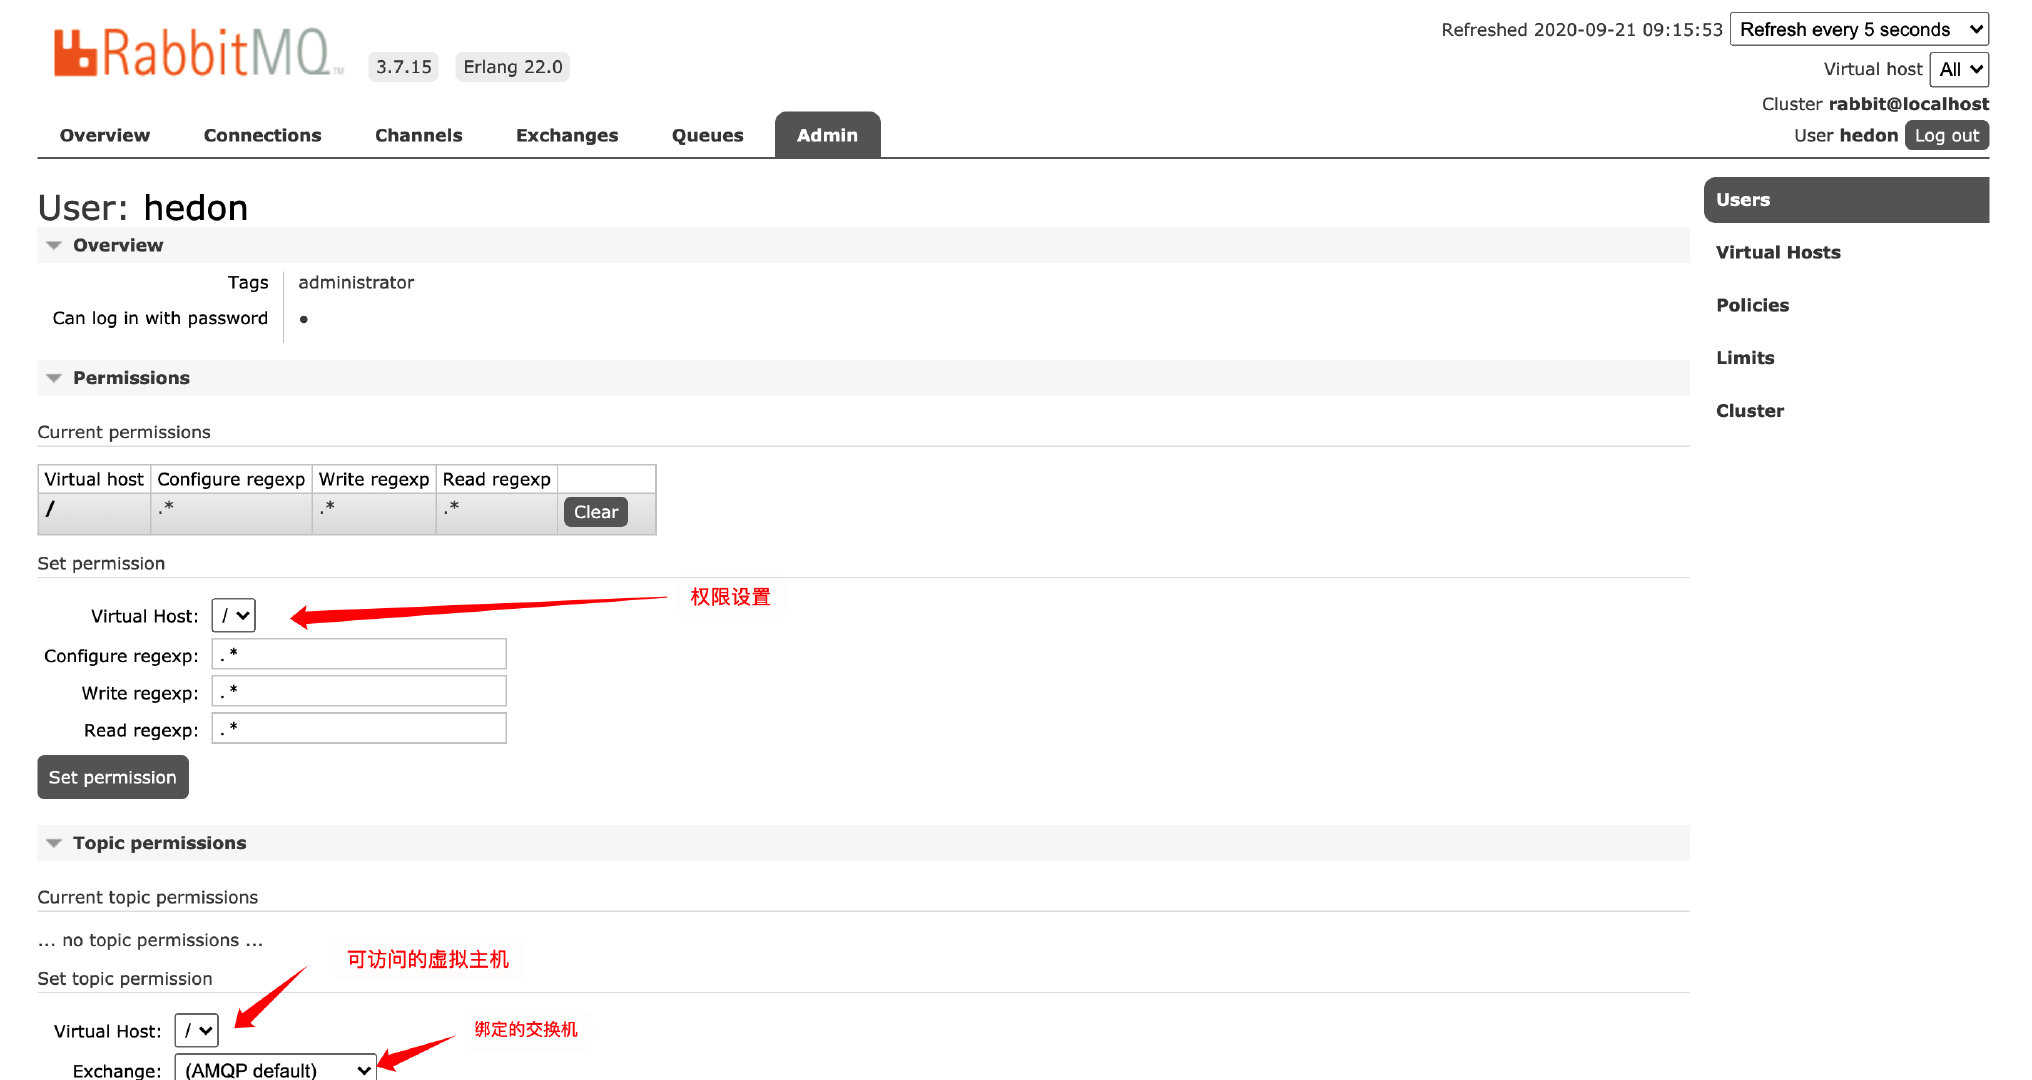 RabbitMQ™ 3.7.15 Erlang 22.0
Refreshed 2020-09-21 09:15:53 Refresh every 5 seconds
Virtual host All
Cluster rabbit@localhost
User hedon Log out
Overview Connections Channels Exchanges Queues Admin
User: hedon
Overview
Tags administrator
Can log in with password ●
Permissions
Current permissions
Virtual host Configure regexp Write regexp Read regexp
/ .* .* .* Clear
Set permission
权限设置
Virtual Host: /
Configure regexp: .*
Write regexp: .*
Read regexp: .*
Set permission
Topic permissions
Current topic permissions
... no topic permissions ...
可访问的虚拟主机
Set topic permission
Virtual Host: /
绑定的交换机
Exchange: (AMQP default)
Users
Virtual Hosts
Policies
Limits
Cluster